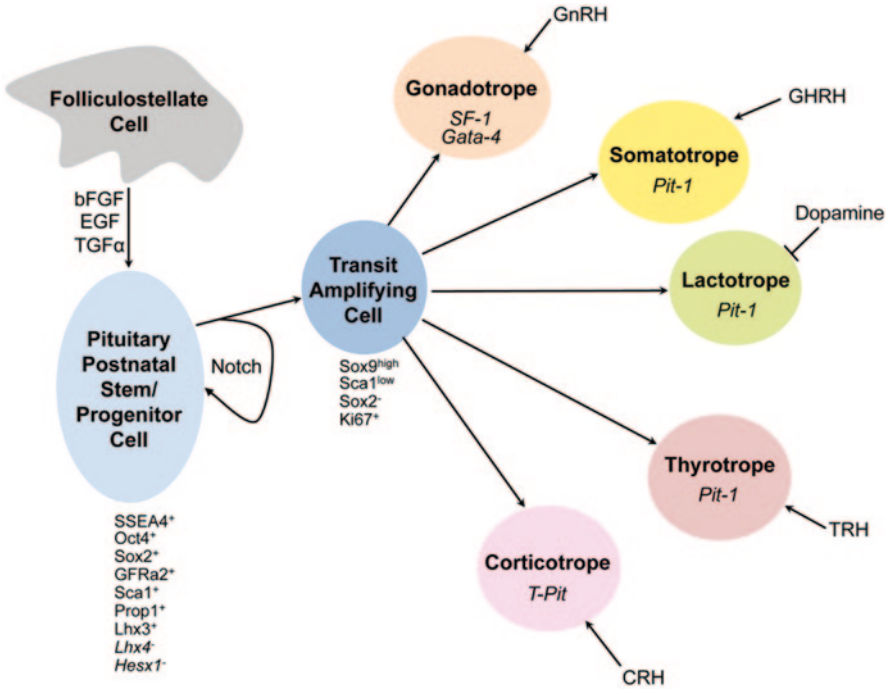 Folliculostellate
Cell
bFGF
EGF
TGFα
Pituitary
Postnatal
Stem/
Progenitor
Cell
Notch
SSEA4⁺
Oct4⁺
Sox2⁺
GFRa2⁺
Sca1⁺
Prop1⁺
Lhx3⁺
Lhx4⁻
Hesx1⁻
Transit
Amplifying
Cell
Sox9ʰⁱᵍʰ
Sca1ˡᵒʷ
Sox2⁻
Ki67⁺
GnRH
Gonadotrope
SF-1
Gata-4
GHRH
Somatotrope
Pit-1
Dopamine
Lactotrope
Pit-1
Thyrotrope
Pit-1
TRH
Corticotrope
T-Pit
CRH